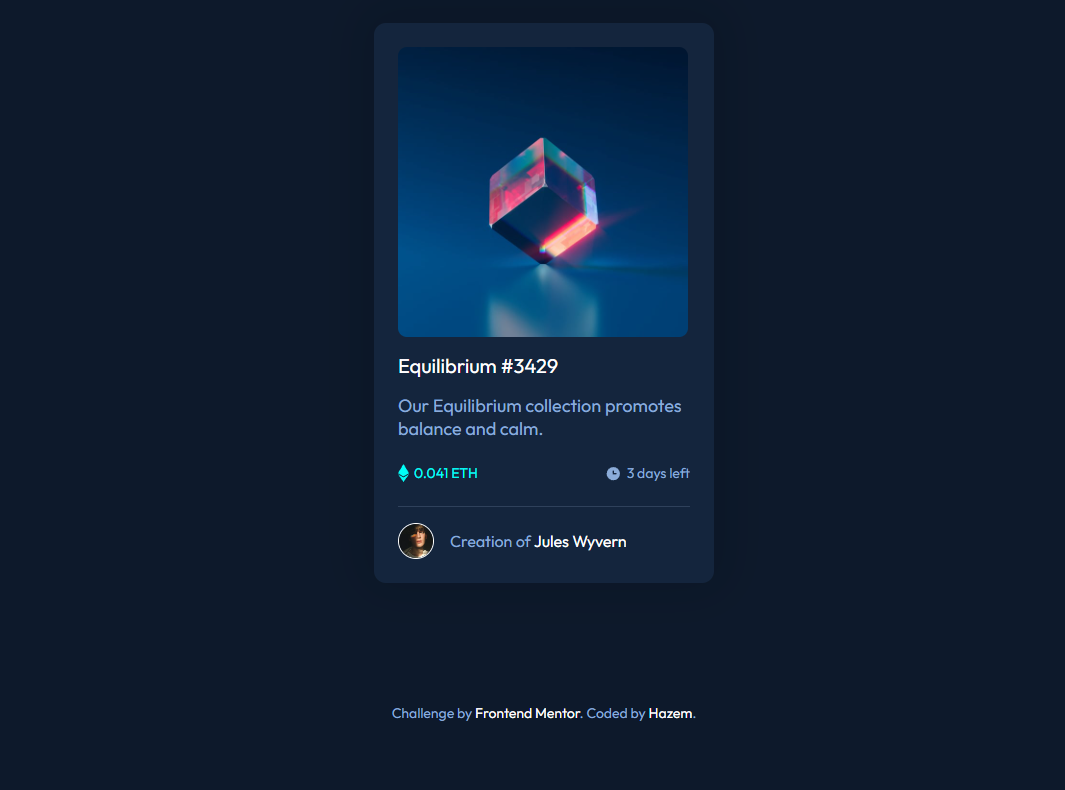 Equilibrium #3429
Our Equilibrium collection promotes
balance and calm.
0.041 ETH
3 days left
Creation of Jules Wyvern
Challenge by Frontend Mentor. Coded by Hazem.